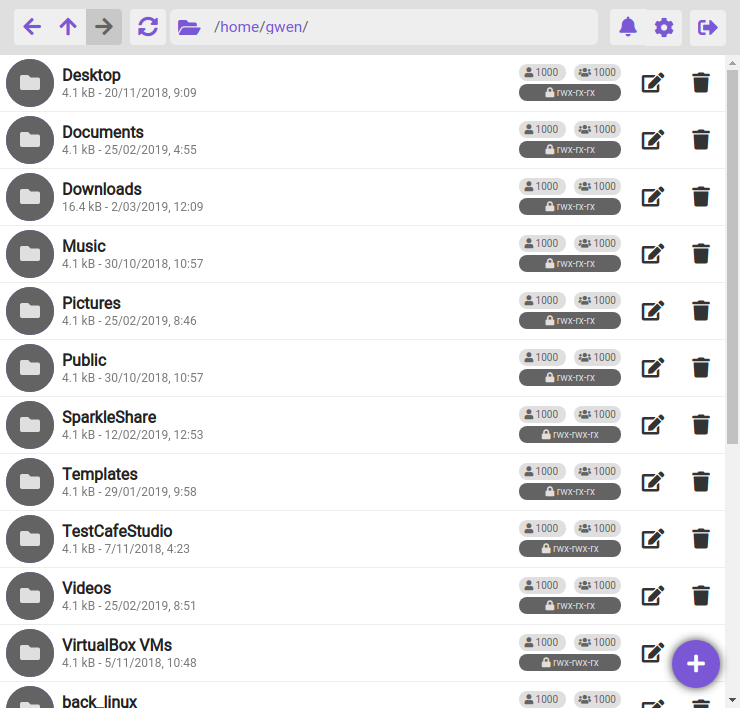 /home/gwen/
Desktop
4.1 kB - 20/11/2018, 9:09
1000 1000
rwx-rx-rx
Documents
4.1 kB - 25/02/2019, 4:55
1000 1000
rwx-rx-rx
Downloads
16.4 kB - 2/03/2019, 12:09
1000 1000
rwx-rx-rx
Music
4.1 kB - 30/10/2018, 10:57
1000 1000
rwx-rx-rx
Pictures
4.1 kB - 25/02/2019, 8:46
1000 1000
rwx-rx-rx
Public
4.1 kB - 30/10/2018, 10:57
1000 1000
rwx-rx-rx
SparkleShare
4.1 kB - 12/02/2019, 12:53
1000 1000
rwx-rwx-rx
Templates
4.1 kB - 29/01/2019, 9:58
1000 1000
rwx-rx-rx
TestCafeStudio
4.1 kB - 7/11/2018, 4:23
1000 1000
rwx-rwx-rx
Videos
4.1 kB - 25/02/2019, 8:51
1000 1000
rwx-rx-rx
VirtualBox VMs
4.1 kB - 5/11/2018, 10:48
1000 1000
rwx-rwx-rx
back_linux
1000 1000